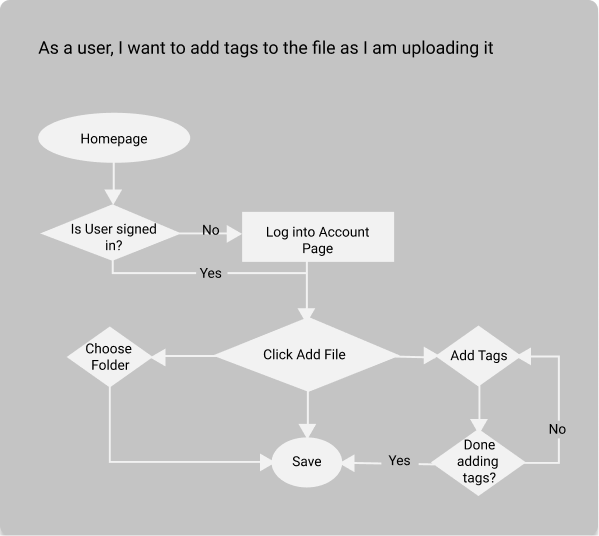 As a user, I want to add tags to the file as I am uploading it
Homepage
Is User signed
in?
No
Log into Account
Page
Yes
Choose
Folder
Click Add File
Add Tags
No
Done
adding
tags?
Yes
Save